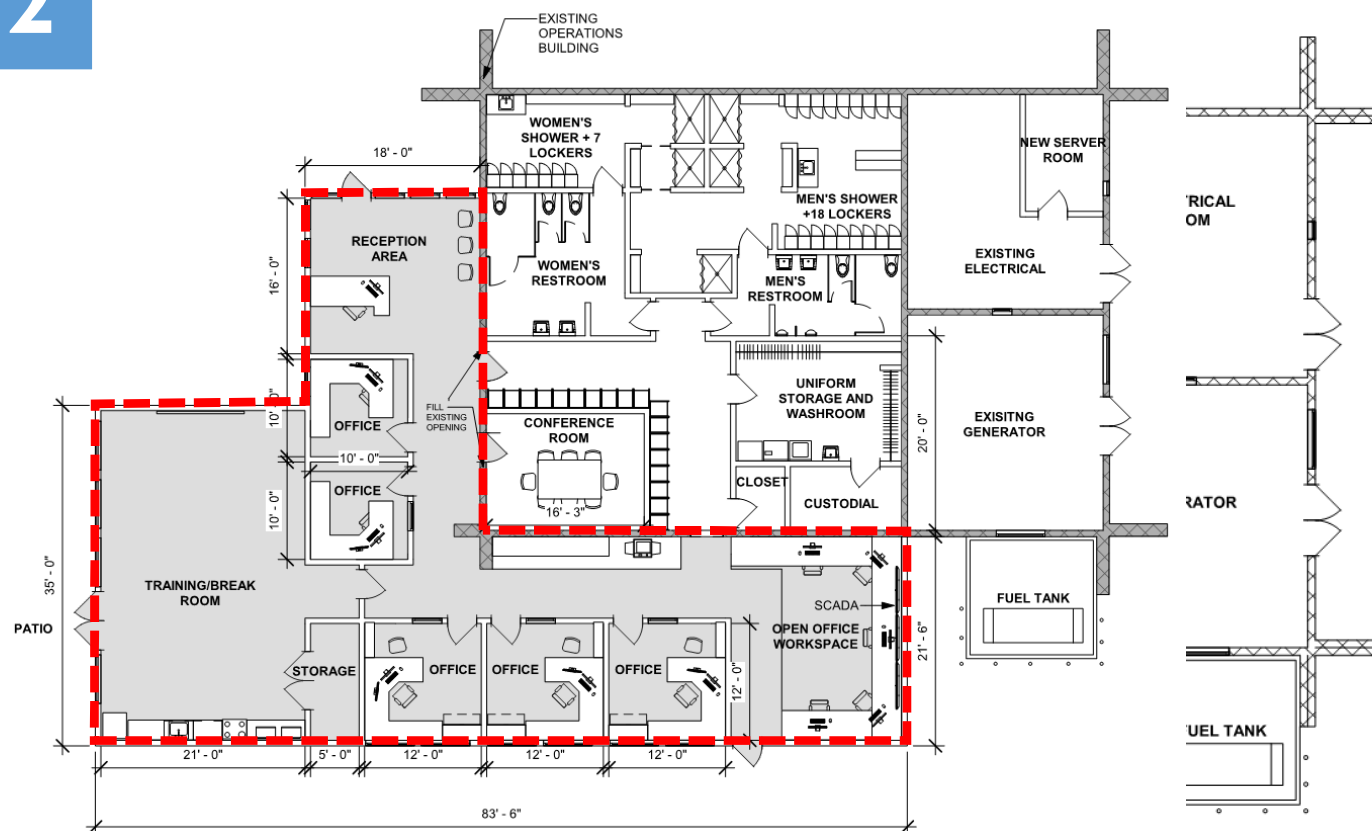 2
EXISTING
OPERATIONS
BUILDING
WOMEN'S
SHOWER + 7
LOCKERS
NEW SERVER
ROOM
18' - 0"
MEN'S SHOWER
+18 LOCKERS
TRICAL
OM
RECEPTION
AREA
16' - 0"
WOMEN'S
RESTROOM
MEN'S
RESTROOM
EXISTING
ELECTRICAL
UNIFORM
STORAGE AND
WASHROOM
FILL
EXISTING
OPENING
10' - 0"
OFFICE
CONFERENCE
ROOM
20' - 0"
EXISITNG
GENERATOR
10' - 0"
OFFICE
10' - 0"
CLOSET
CUSTODIAL
RATOR
16' - 3"
35' - 0"
TRAINING/BREAK
ROOM
PATIO
SCADA
OPEN OFFICE
WORKSPACE
FUEL TANK
21' - 6"
STORAGE
OFFICE
OFFICE
OFFICE
12' - 0"
UEL TANK
21' - 0"
5' - 0"
12' - 0"
12' - 0"
12' - 0"
83' - 6"